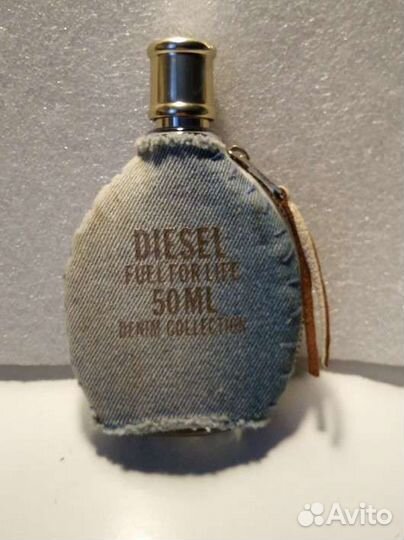 DIESEL
FUEL FOR LIFE
50 ML
DENIM COLLECTION
Avito